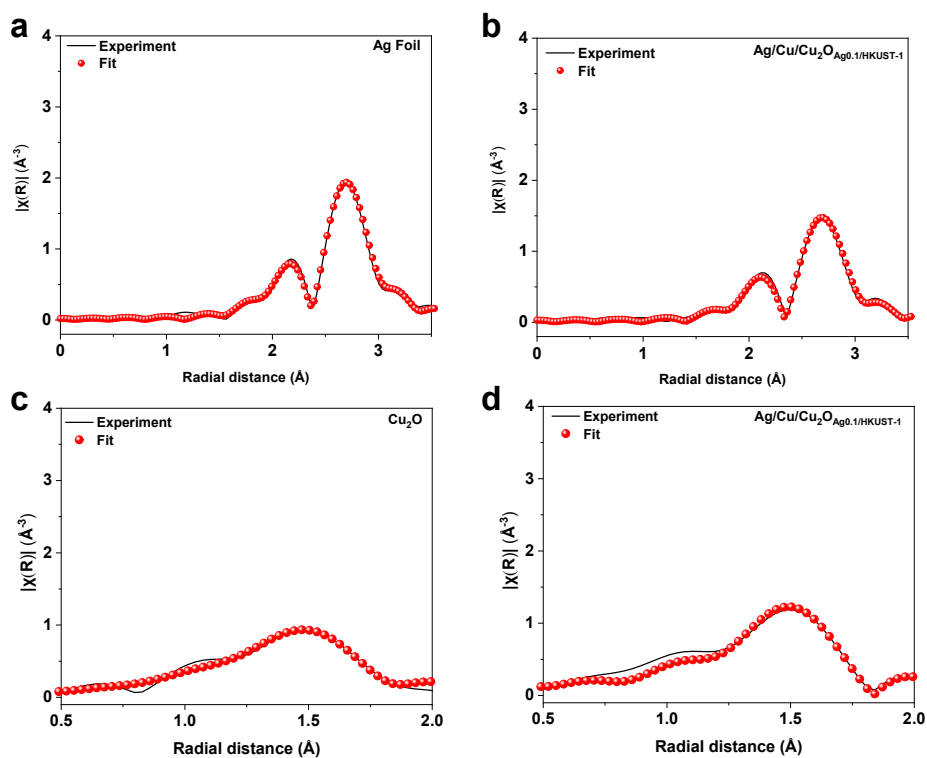 a
Experiment
Fit
Ag Foil
4
3
2
1
0
|χ(R)| (Å⁻³)
0 1 2 3
Radial distance (Å)
b
Experiment
Fit
Ag/Cu/Cu₂O_Ag0.1/HKUST-1
4
3
2
1
0
|χ(R)| (Å⁻³)
0 1 2 3
Radial distance (Å)
c
Experiment
Fit
Cu₂O
4
3
2
1
0
|χ(R)| (Å⁻³)
0.5 1.0 1.5 2.0
Radial distance (Å)
d
Experiment
Fit
Ag/Cu/Cu₂O_Ag0.1/HKUST-1
4
3
2
1
0
|χ(R)| (Å⁻³)
0.5 1.0 1.5 2.0
Radial distance (Å)